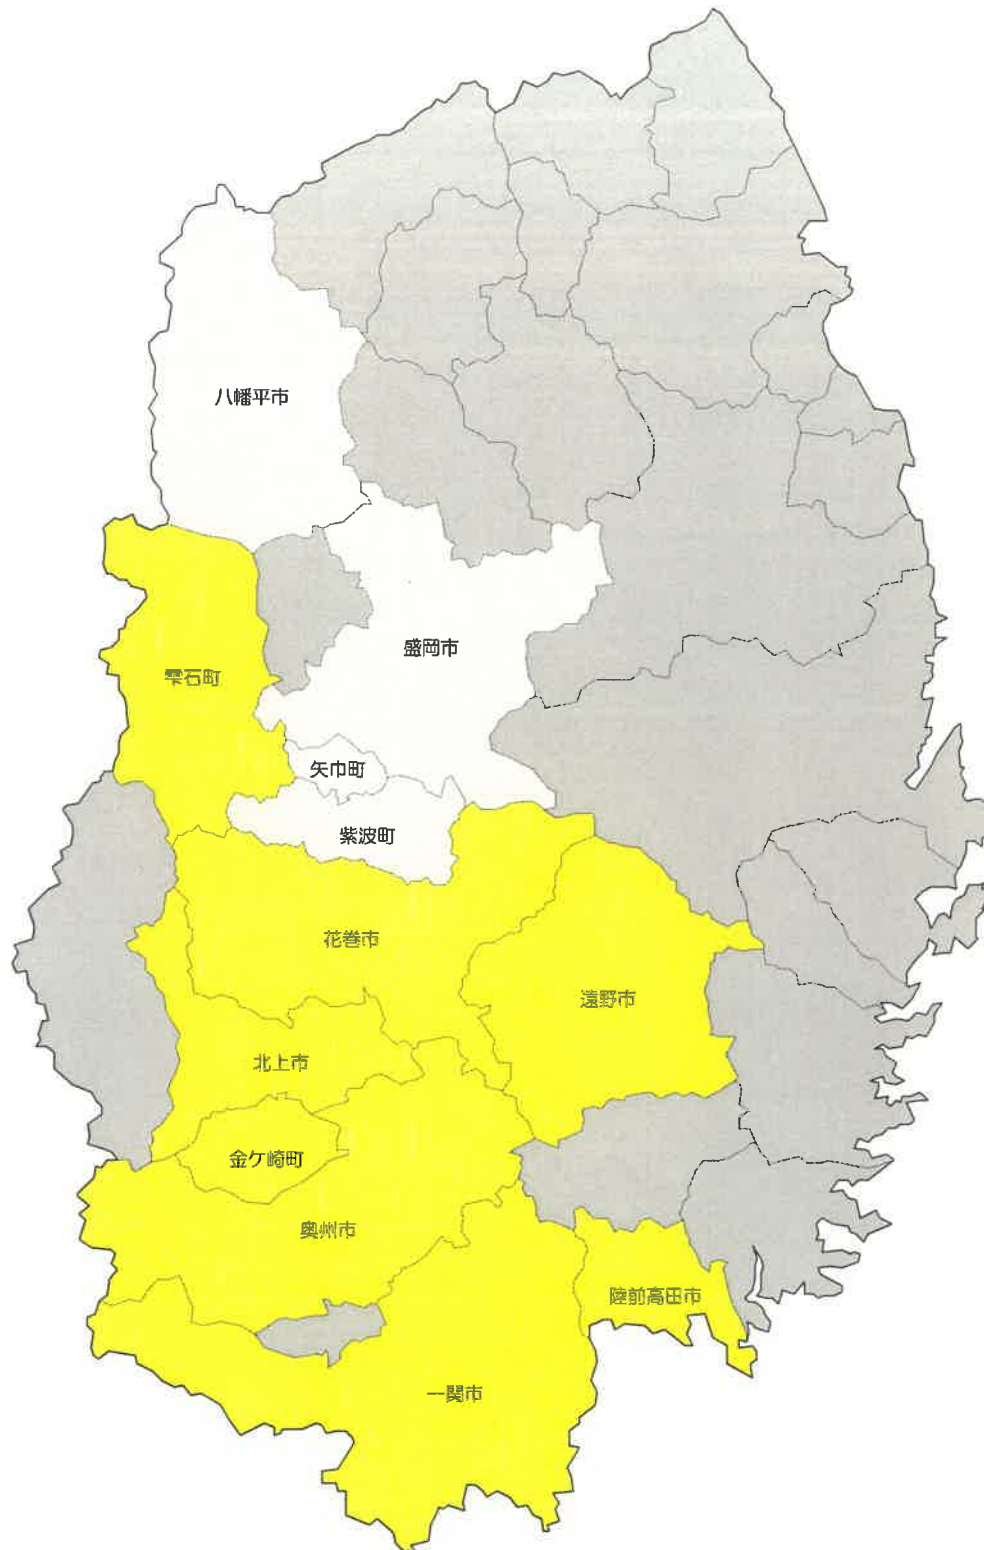 八幡平市
盛岡市
雫石町
矢巾町
紫波町
花巻市
遠野市
北上市
金ケ崎町
奥州市
陸前高田市
一関市